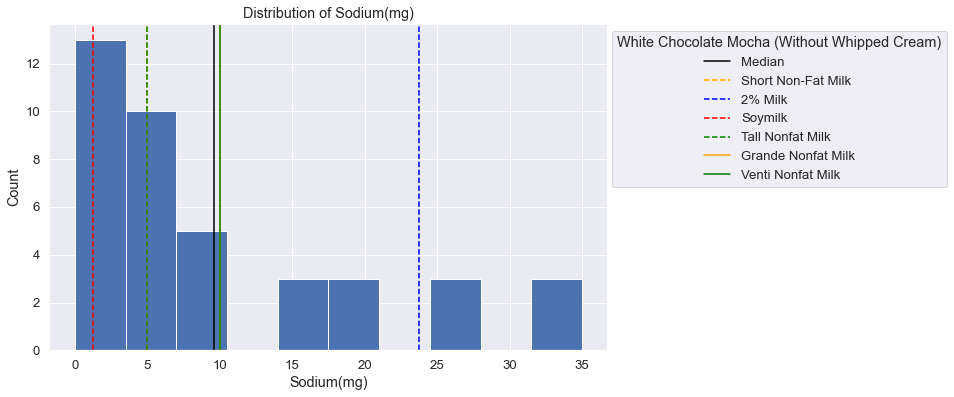 Distribution of Sodium(mg)
White Chocolate Mocha (Without Whipped Cream)
Median
Short Non-Fat Milk
2% Milk
Soymilk
Tall Nonfat Milk
Grande Nonfat Milk
Venti Nonfat Milk
Count
12
10
8
6
4
2
0
0 5 10 15 20 25 30 35
Sodium(mg)